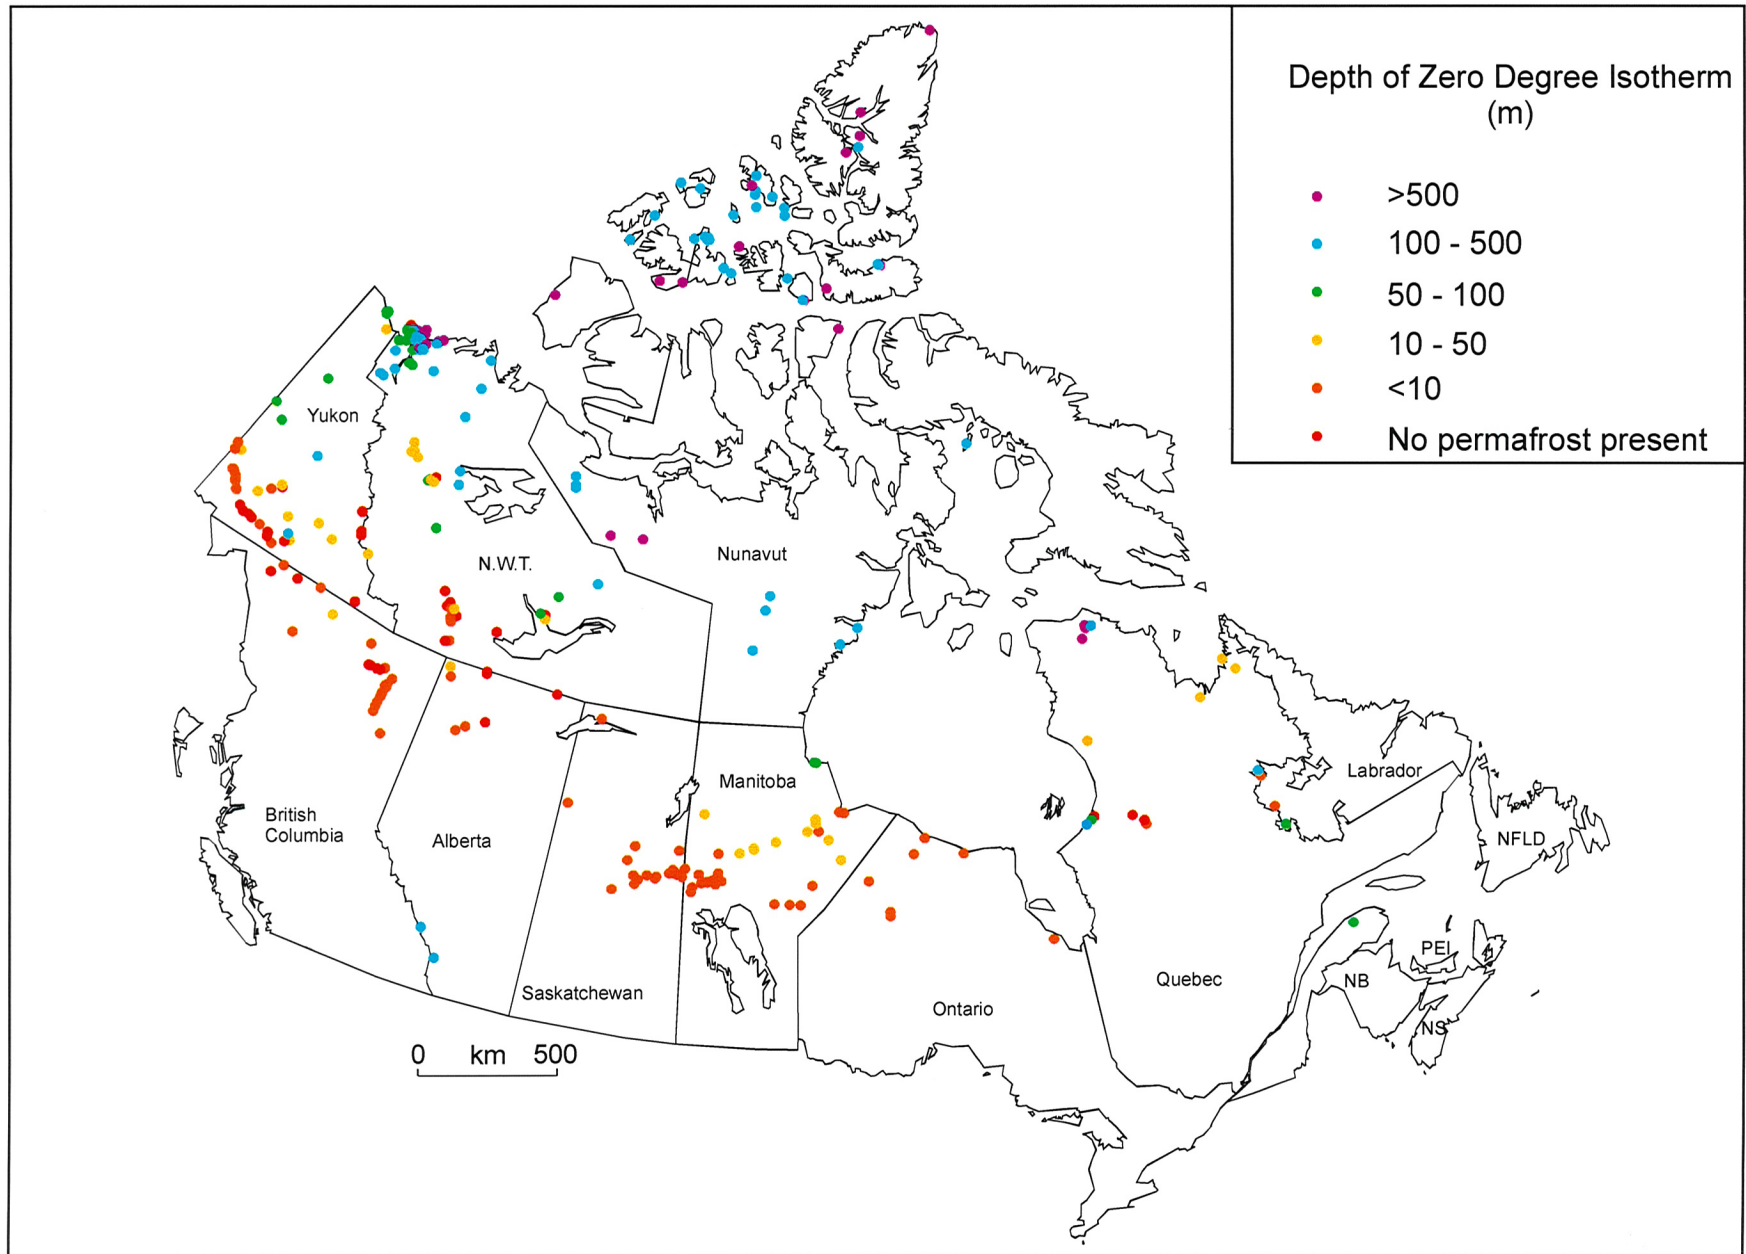 Depth of Zero Degree Isotherm
(m)
>500
100 - 500
50 - 100
10 - 50
<10
No permafrost present
Yukon
N.W.T.
Nunavut
British
Columbia
Alberta
Saskatchewan
Manitoba
Ontario
Quebec
Labrador
NFLD
PEI
NB
NS
0 km 500